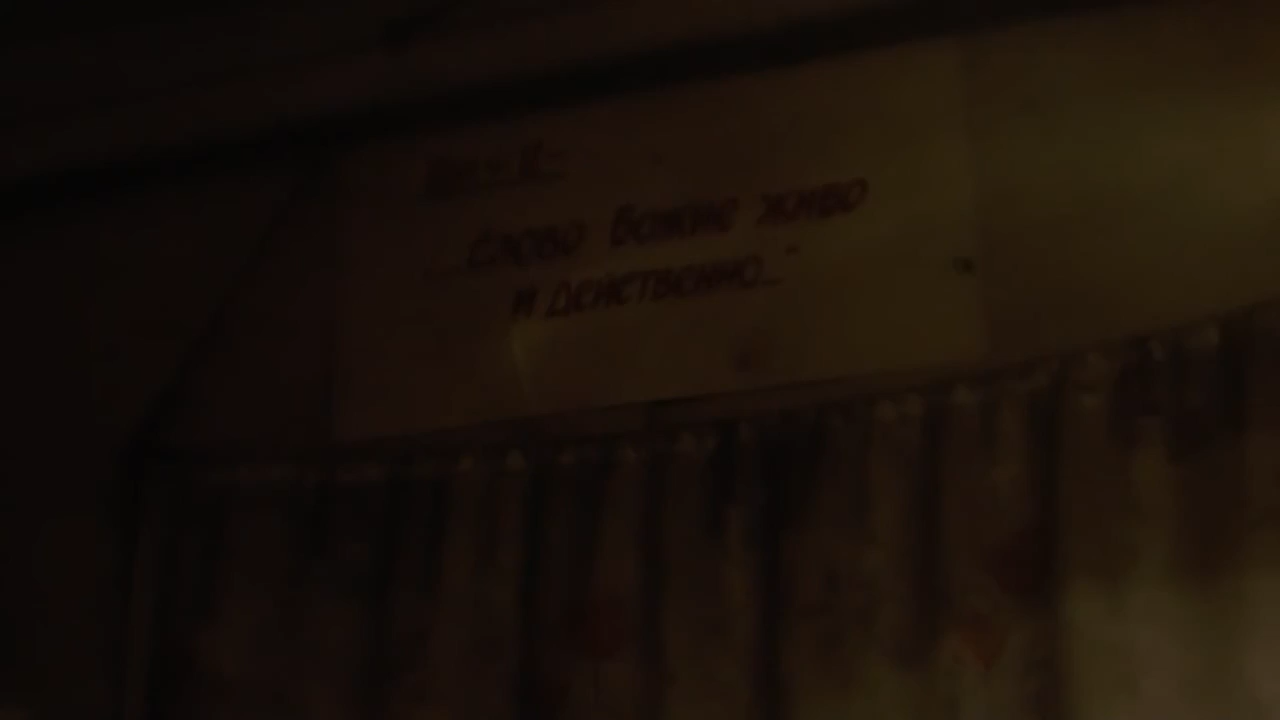 „...слово Божие живо
и действенно..."